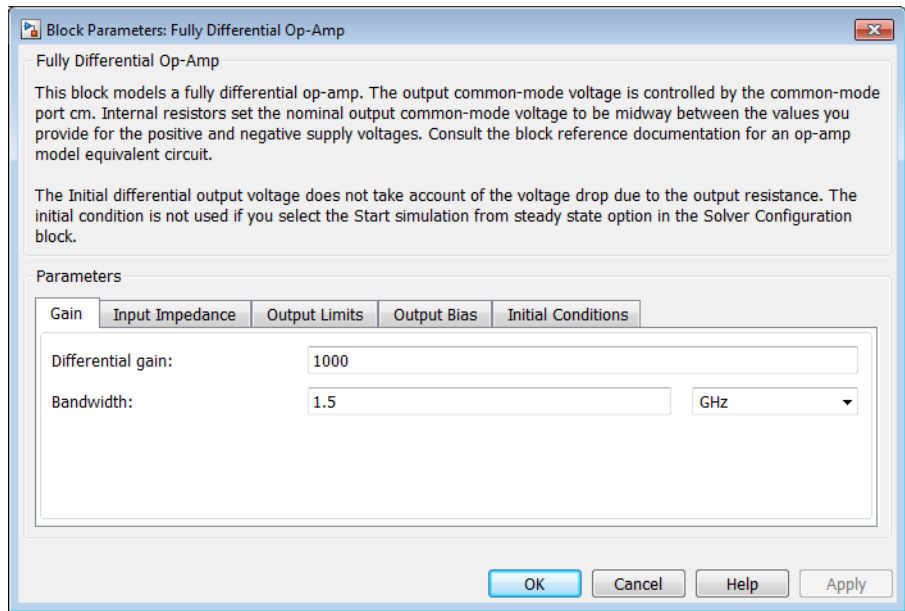 Block Parameters: Fully Differential Op-Amp
Fully Differential Op-Amp
This block models a fully differential op-amp. The output common-mode voltage is controlled by the common-mode
port cm. Internal resistors set the nominal output common-mode voltage to be midway between the values you
provide for the positive and negative supply voltages. Consult the block reference documentation for an op-amp
model equivalent circuit.
The Initial differential output voltage does not take account of the voltage drop due to the output resistance. The
initial condition is not used if you select the Start simulation from steady state option in the Solver Configuration
block.
Parameters
Gain Input Impedance Output Limits Output Bias Initial Conditions
Differential gain: 1000
Bandwidth: 1.5 GHz
OK Cancel Help Apply